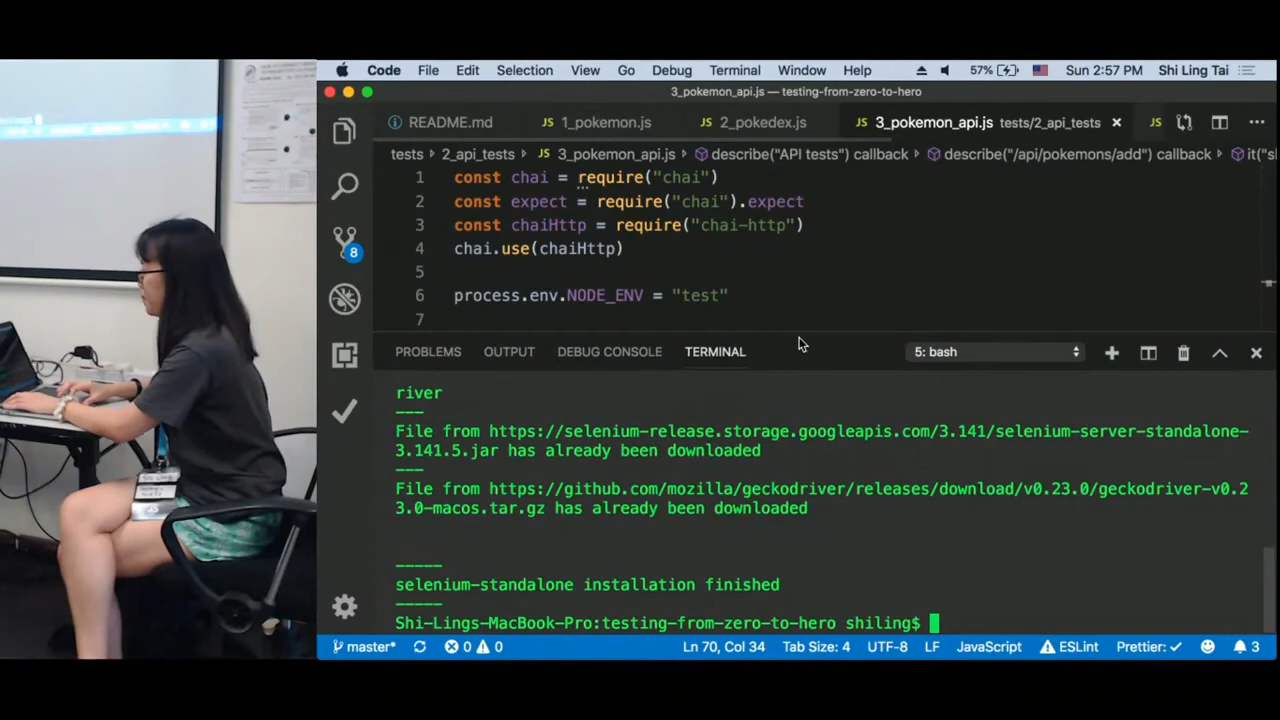 Code File Edit Selection View Go Debug Terminal Window Help 57% Sun 2:57 PM Shi Ling Tai
3_pokemon_api.js — testing-from-zero-to-hero
README.md JS 1_pokemon.js JS 2_pokedex.js JS 3_pokemon_api.js tests/2_api_tests JS
tests 2_api_tests JS 3_pokemon_api.js describe("API tests") callback describe("/api/pokemons/add") callback it("s
1 const chai = require("chai")
2 const expect = require("chai").expect
3 const chaiHttp = require("chai-http")
4 chai.use(chaiHttp)
5
6 process.env.NODE_ENV = "test"
7
8
PROBLEMS OUTPUT DEBUG CONSOLE TERMINAL 5: bash
river
---
File from https://selenium-release.storage.googleapis.com/3.141/selenium-server-standalone-
3.141.5.jar has already been downloaded
---
File from https://github.com/mozilla/geckodriver/releases/download/v0.23.0/geckodriver-v0.2
3.0-macos.tar.gz has already been downloaded
-----
selenium-standalone installation finished
-----
Shi-Lings-MacBook-Pro:testing-from-zero-to-hero shiling$
master* 0 0 Ln 70, Col 34 Tab Size: 4 UTF-8 LF JavaScript ESLint Prettier: ✓ 3